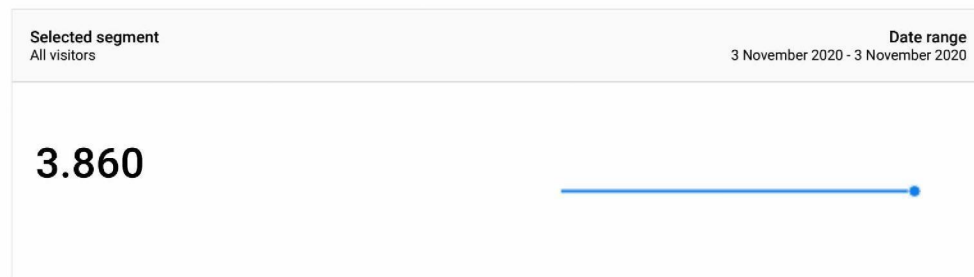 Selected segment
All visitors
Date range
3 November 2020 - 3 November 2020
3.860